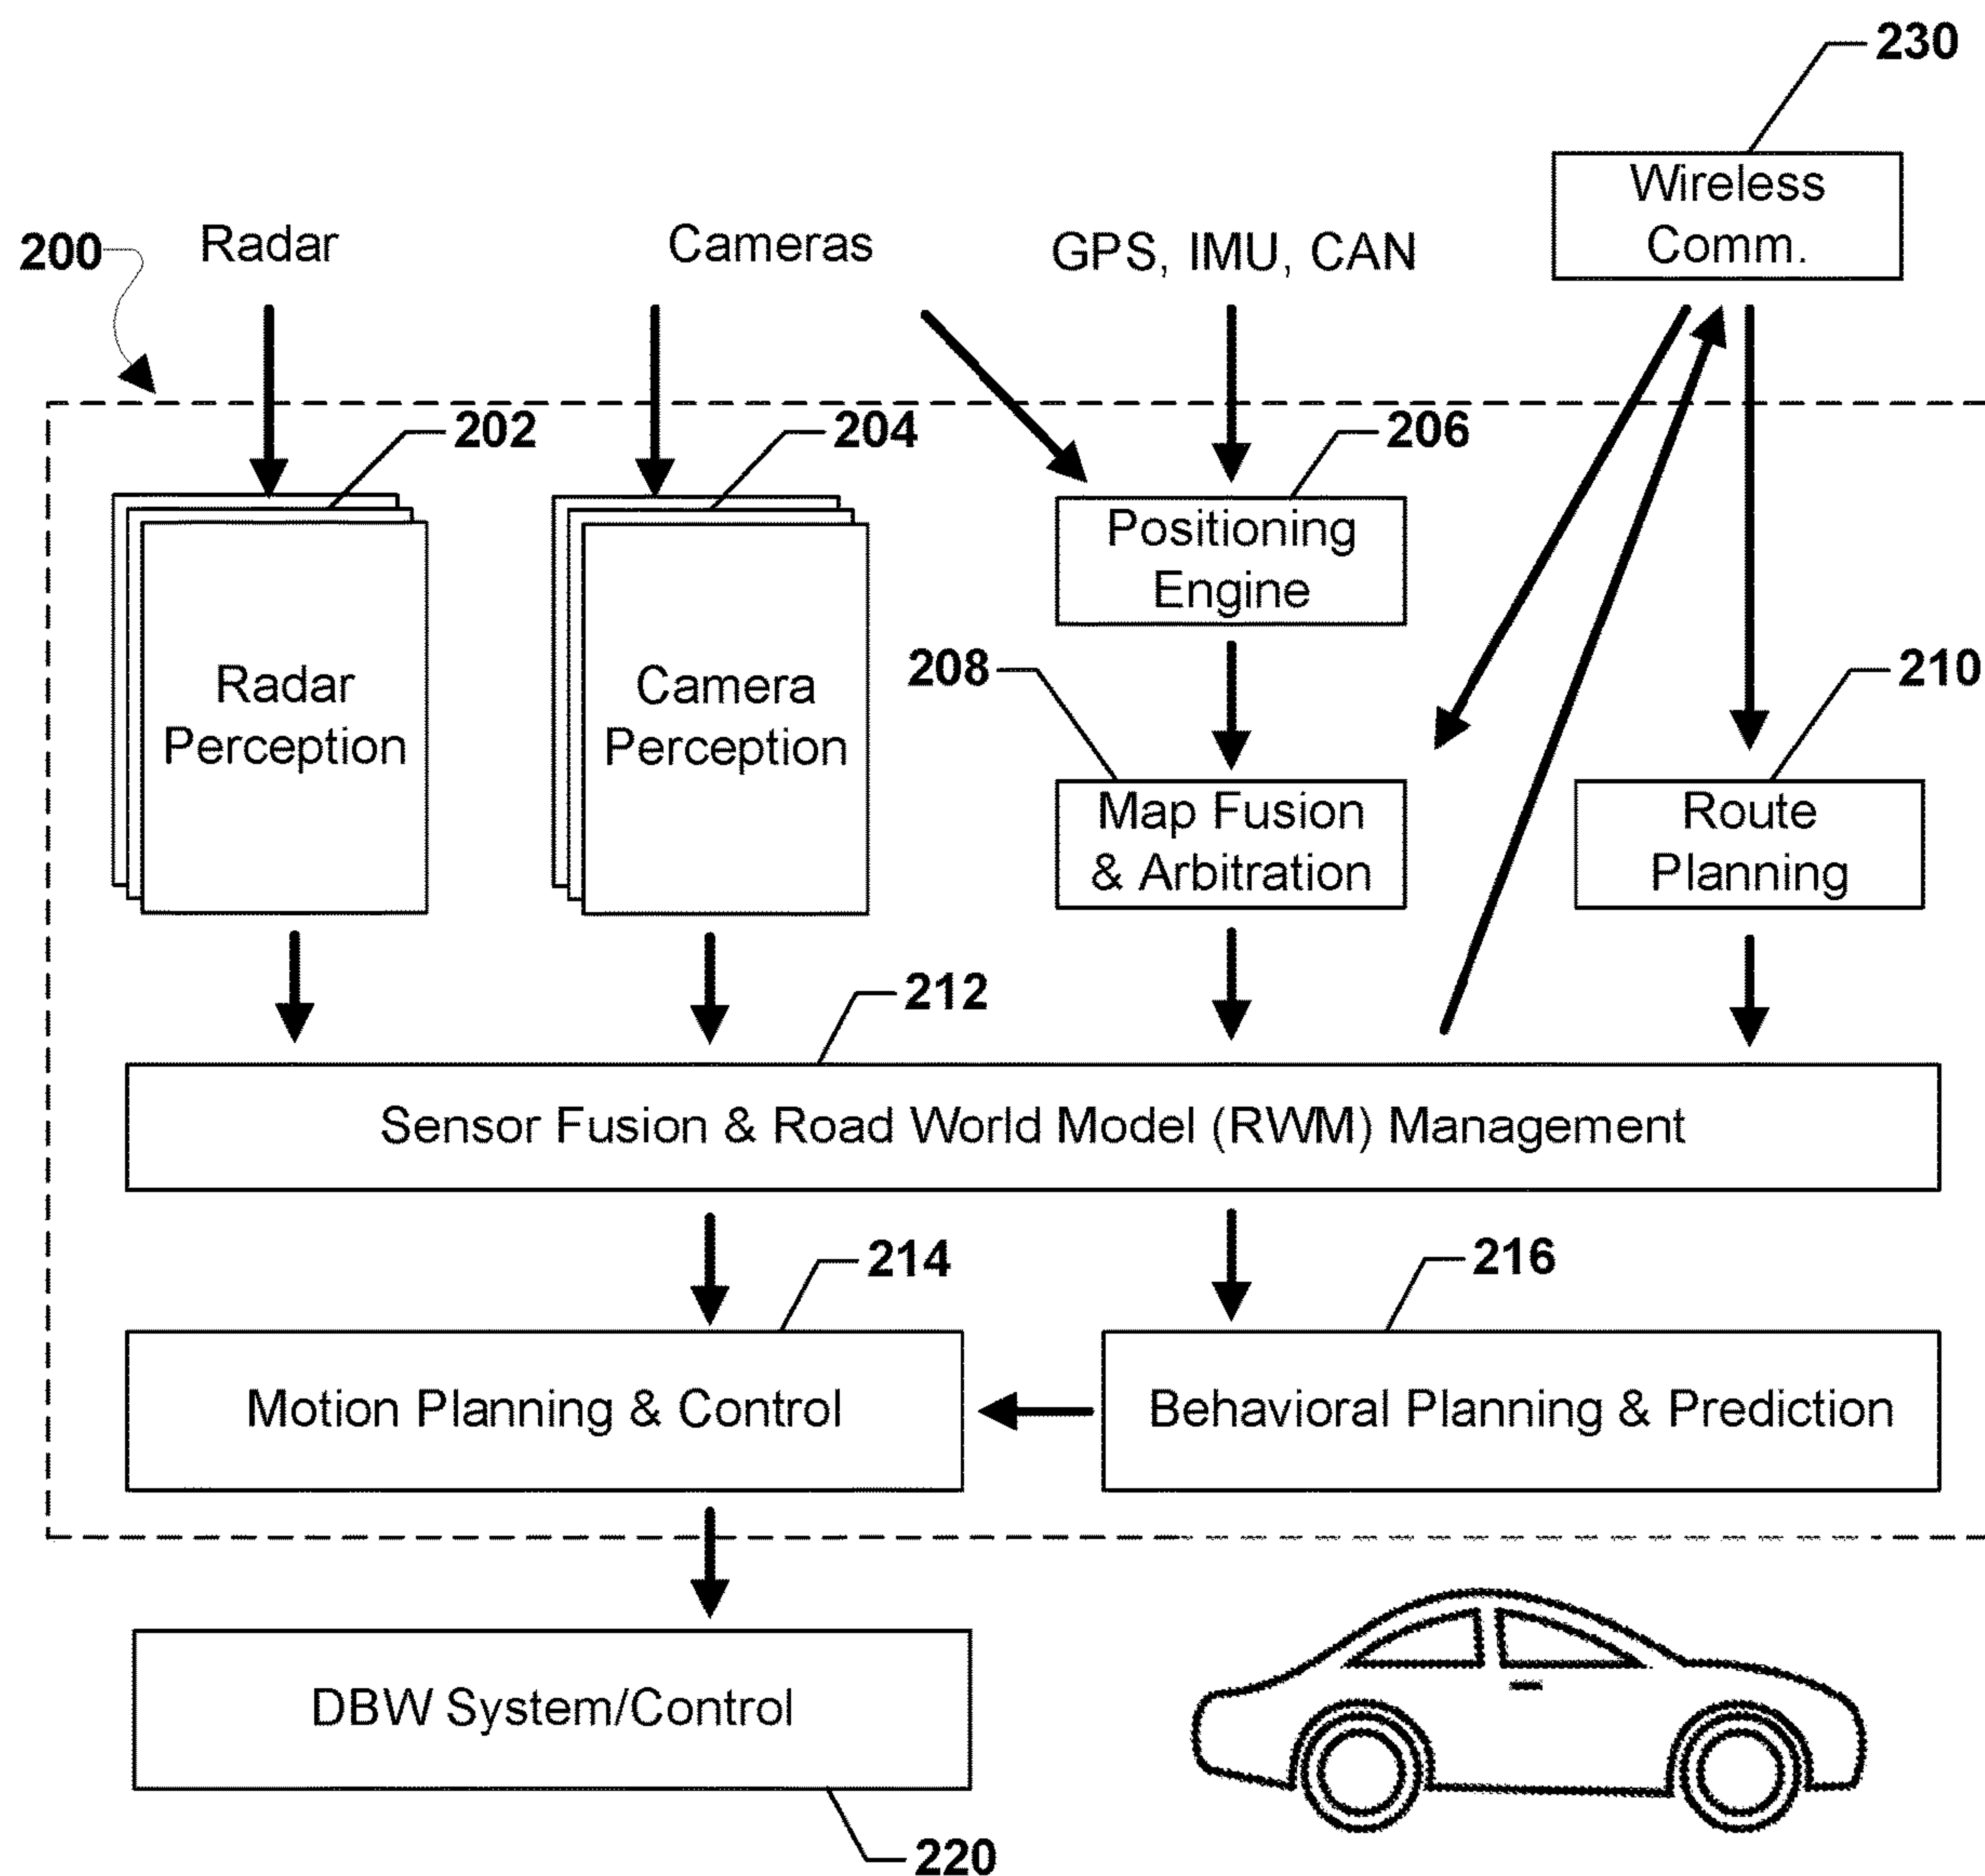 230
Wireless
Comm.
200
Radar
Cameras
GPS, IMU, CAN
202
204
206
Positioning
Engine
208
210
Radar
Perception
Camera
Perception
Map Fusion
& Arbitration
Route
Planning
212
Sensor Fusion & Road World Model (RWM) Management
214
216
Motion Planning & Control
Behavioral Planning & Prediction
DBW System/Control
220